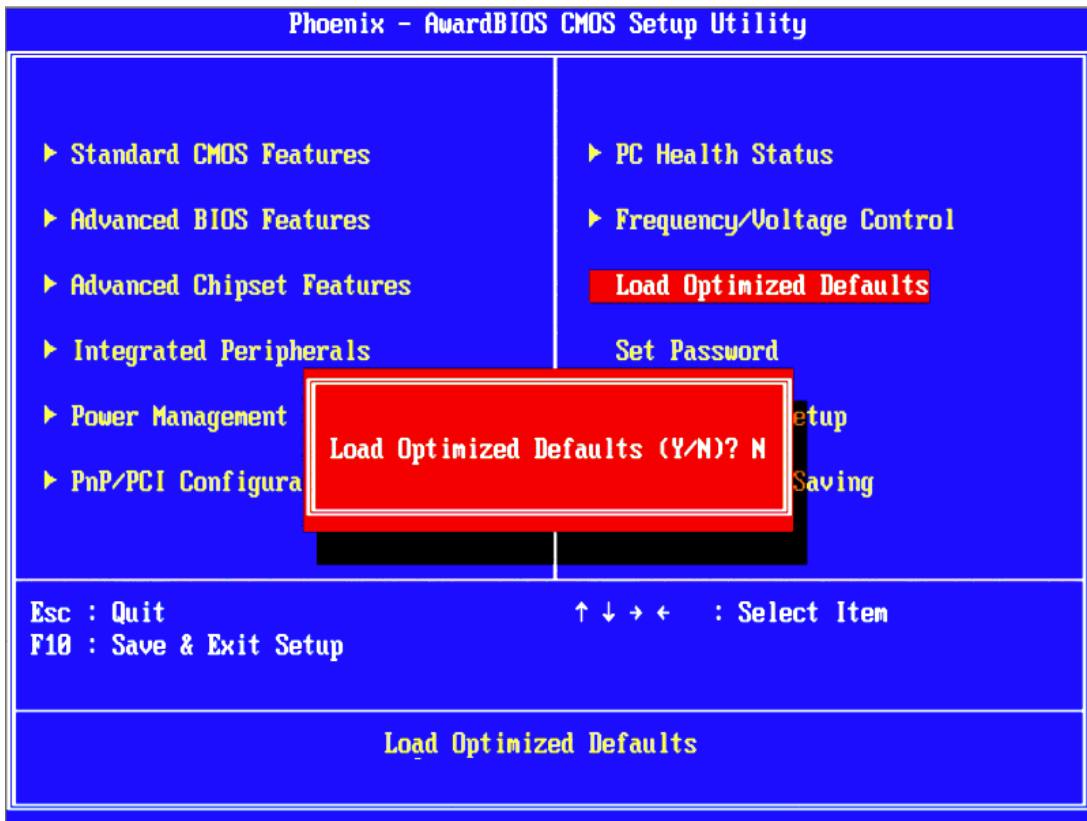 Phoenix - AwardBIOS CMOS Setup Utility
▶ Standard CMOS Features
▶ Advanced BIOS Features
▶ Advanced Chipset Features
▶ Integrated Peripherals
▶ Power Management
▶ PnP/PCI Configura
▶ PC Health Status
▶ Frequency/Voltage Control
Load Optimized Defaults
Set Password
etup
Saving
Load Optimized Defaults (Y/N)? N
Esc : Quit
F10 : Save & Exit Setup
↑ ↓ → ← : Select Item
Load Optimized Defaults